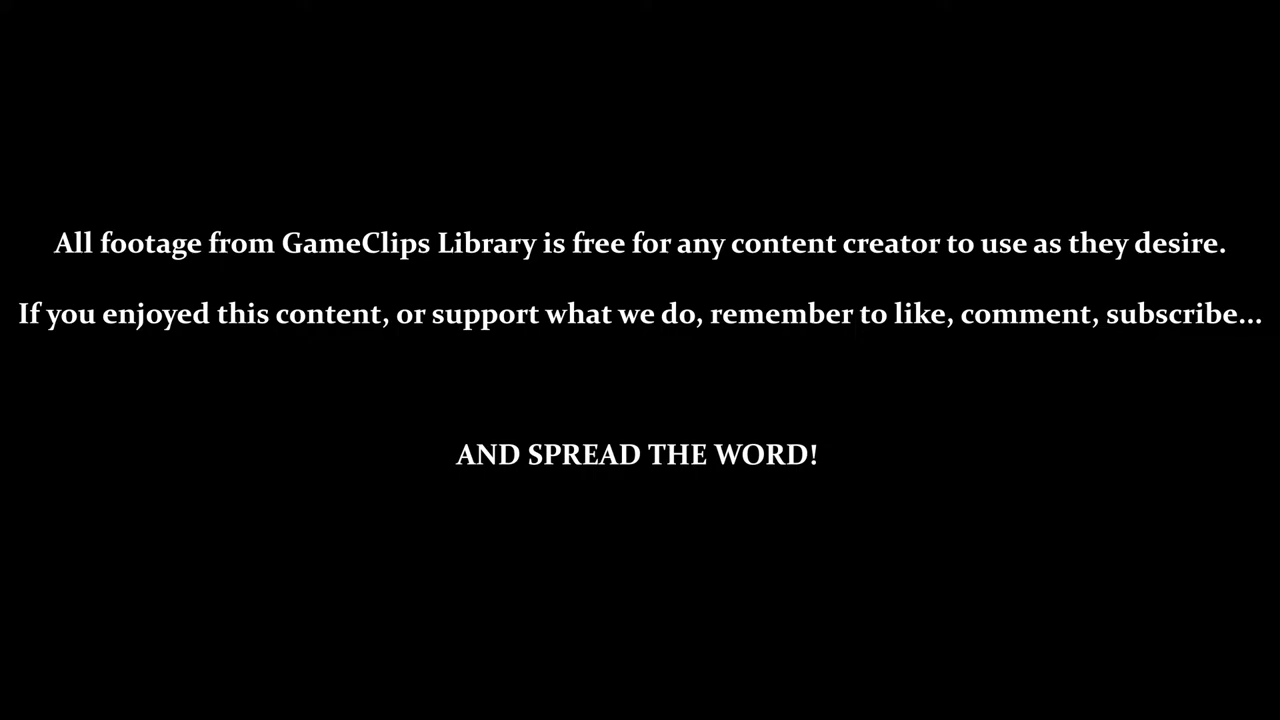 All footage from GameClips Library is free for any content creator to use as they desire.
If you enjoyed this content, or support what we do, remember to like, comment, subscribe...
AND SPREAD THE WORD!